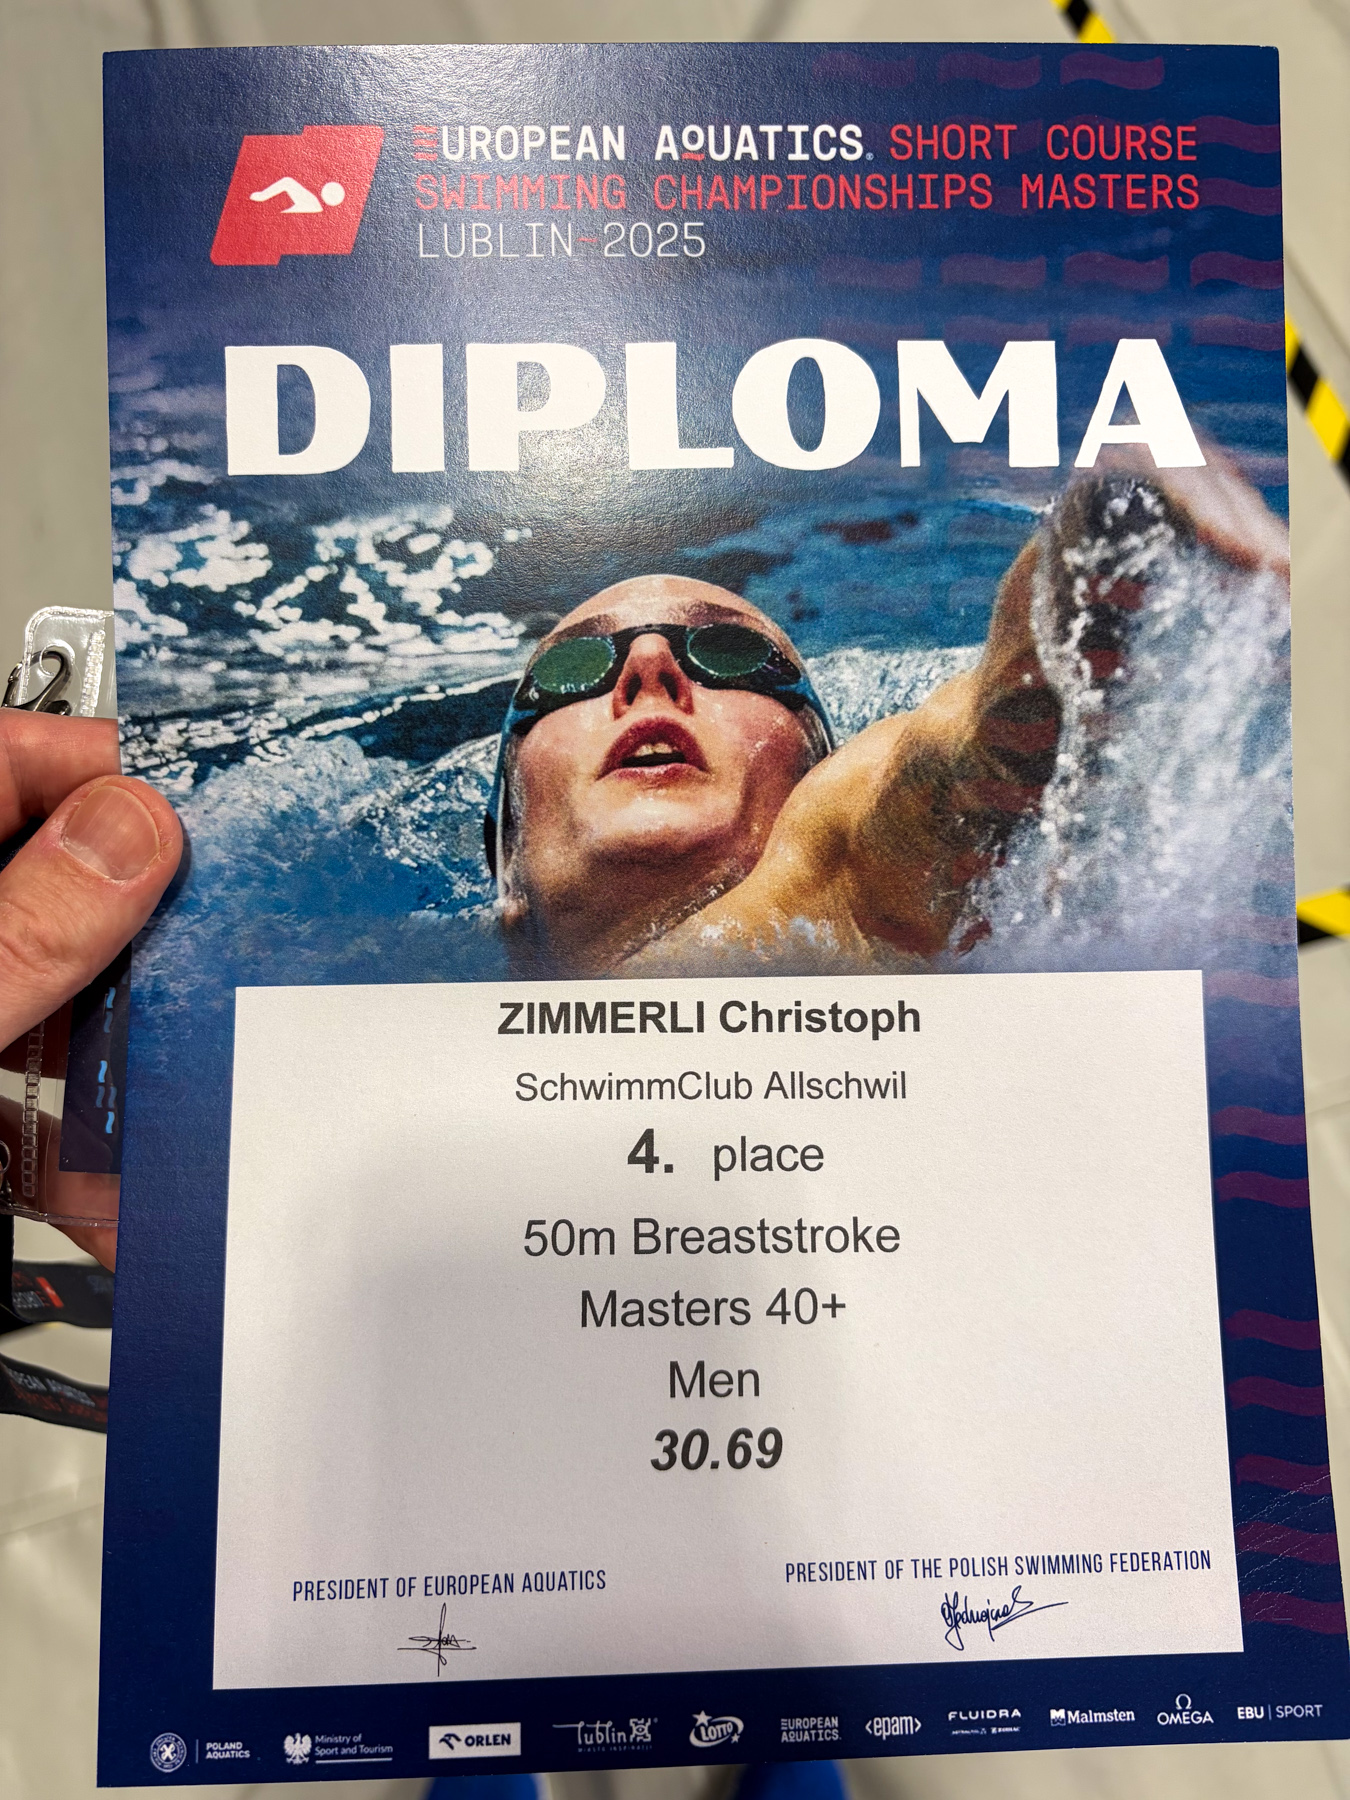 EUROPEAN AQUATICS. SHORT COURSE
SWIMMING CHAMPIONSHIPS MASTERS
LUBLIN~2025
DIPLOMA
ZIMMERLI Christoph
SchwimmClub Allschwil
4. place
50m Breaststroke
Masters 40+
Men
30.69
PRESIDENT OF EUROPEAN AQUATICS
PRESIDENT OF THE POLISH SWIMMING FEDERATION
POLAND AQUATICS
Ministry of Sport and Tourism
ORLEN
lublin
LOTTO
EUROPEAN AQUATICS.
<epam>
FLUIDRA
Malmsten
Ω OMEGA
EBU | SPORT